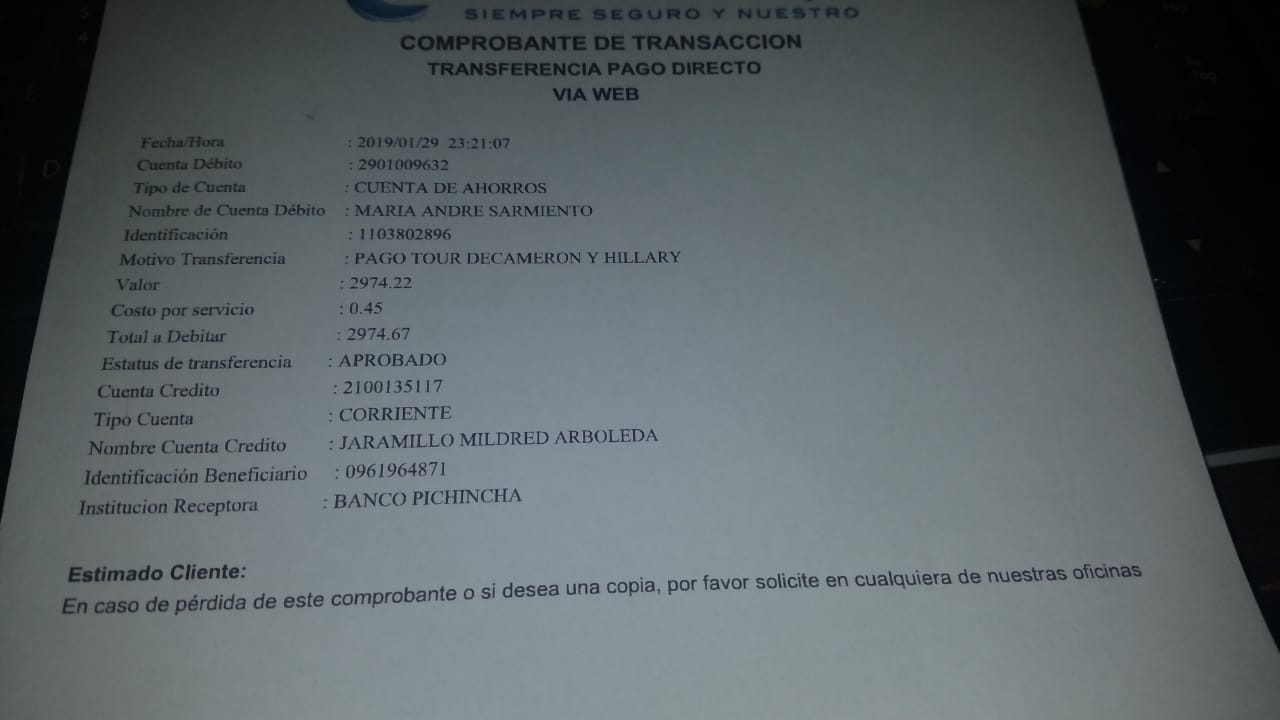 SIEMPRE SEGURO Y NUESTRO
COMPROBANTE DE TRANSACCION
TRANSFERENCIA PAGO DIRECTO
VIA WEB
Fecha/Hora : 2019/01/29 23:21:07
Cuenta Débito : 2901009632
Tipo de Cuenta : CUENTA DE AHORROS
Nombre de Cuenta Débito : MARIA ANDRE SARMIENTO
Identificación : 1103802896
Motivo Transferencia : PAGO TOUR DECAMERON Y HILLARY
Valor : 2974.22
Costo por servicio : 0.45
Total a Debitar : 2974.67
Estatus de transferencia : APROBADO
Cuenta Credito : 2100135117
Tipo Cuenta : CORRIENTE
Nombre Cuenta Credito : JARAMILLO MILDRED ARBOLEDA
Identificación Beneficiario : 0961964871
Institucion Receptora : BANCO PICHINCHA
Estimado Cliente:
En caso de pérdida de este comprobante o si desea una copia, por favor solicite en cualquiera de nuestras oficinas